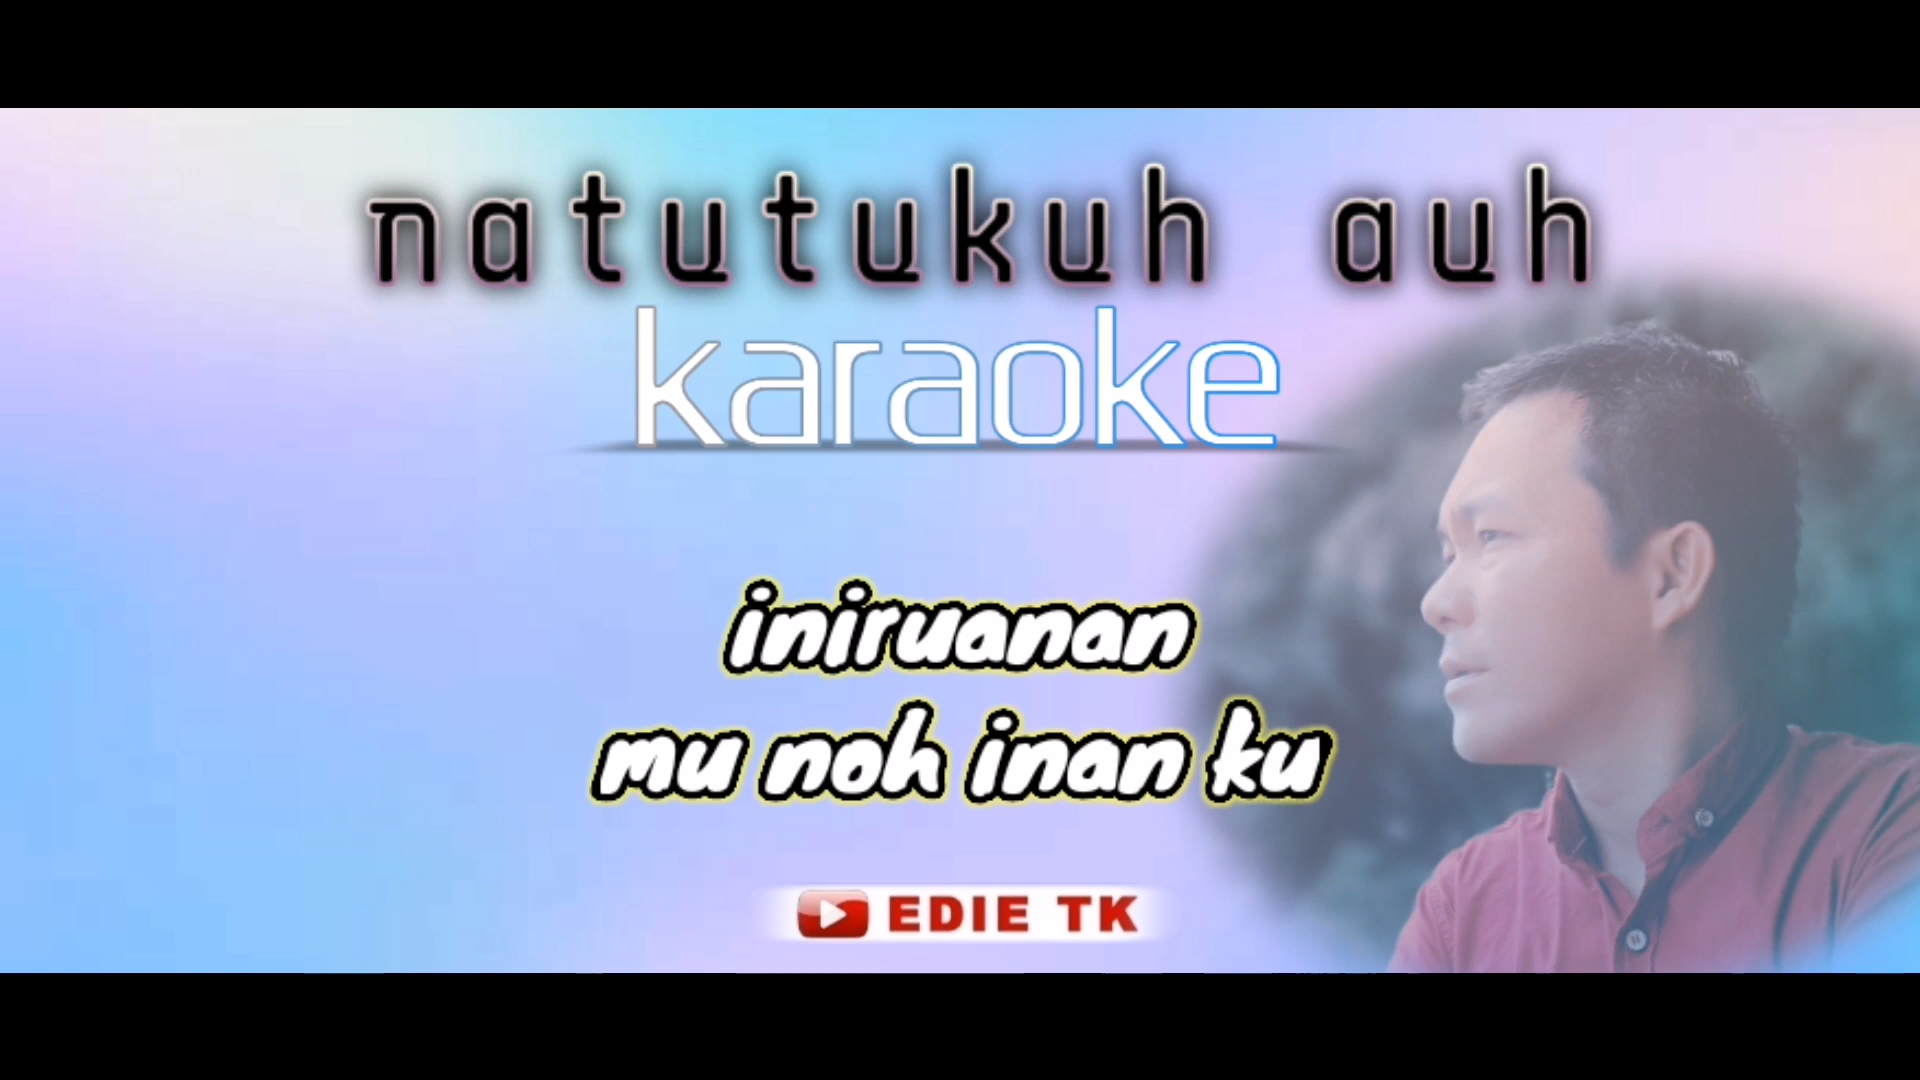 natutukuh auh
karaoke
iniruanan
mu noh inan ku
EDIE TK